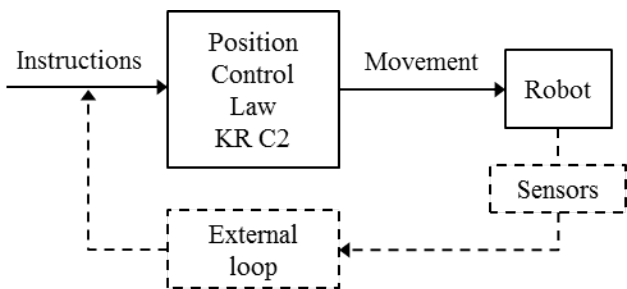 Instructions
Position
Control
Law
KR C2
Movement
Robot
Sensors
External
loop